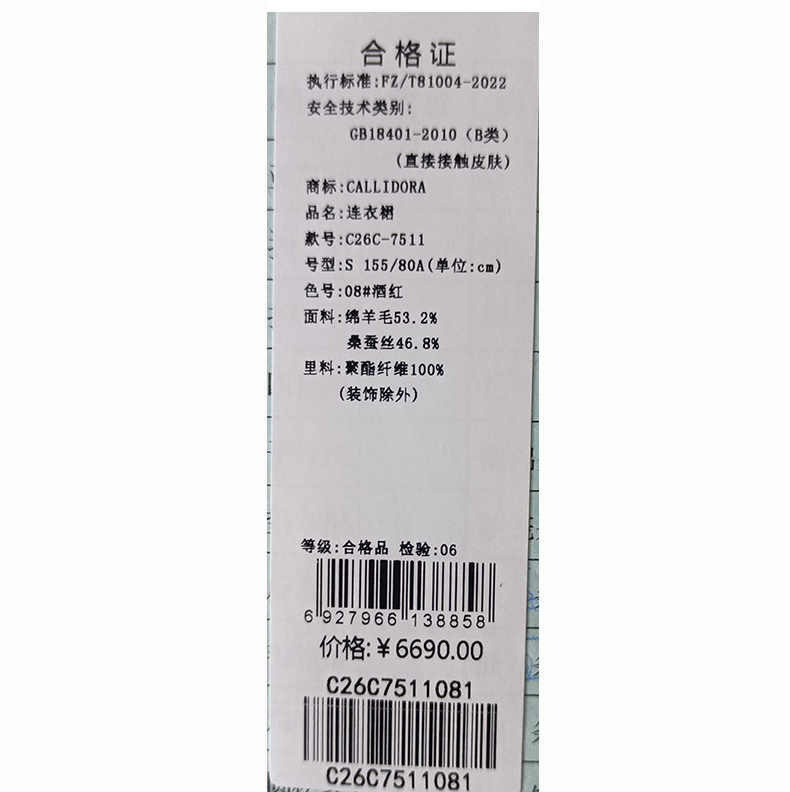 合格证
执行标准:FZ/T81004-2022
安全技术类别:
GB18401-2010（B类）
(直接接触皮肤)
商标:CALLIDORA
品名:连衣裙
款号:C26C-7511
号型:S 155/80A(单位:cm)
色号:08#酒红
面料:绵羊毛53.2%
桑蚕丝46.8%
里料:聚酯纤维100%
(装饰除外)
等级:合格品 检验:06
6 927966 138858
价格:￥6690.00
C26C7511081
C26C7511081